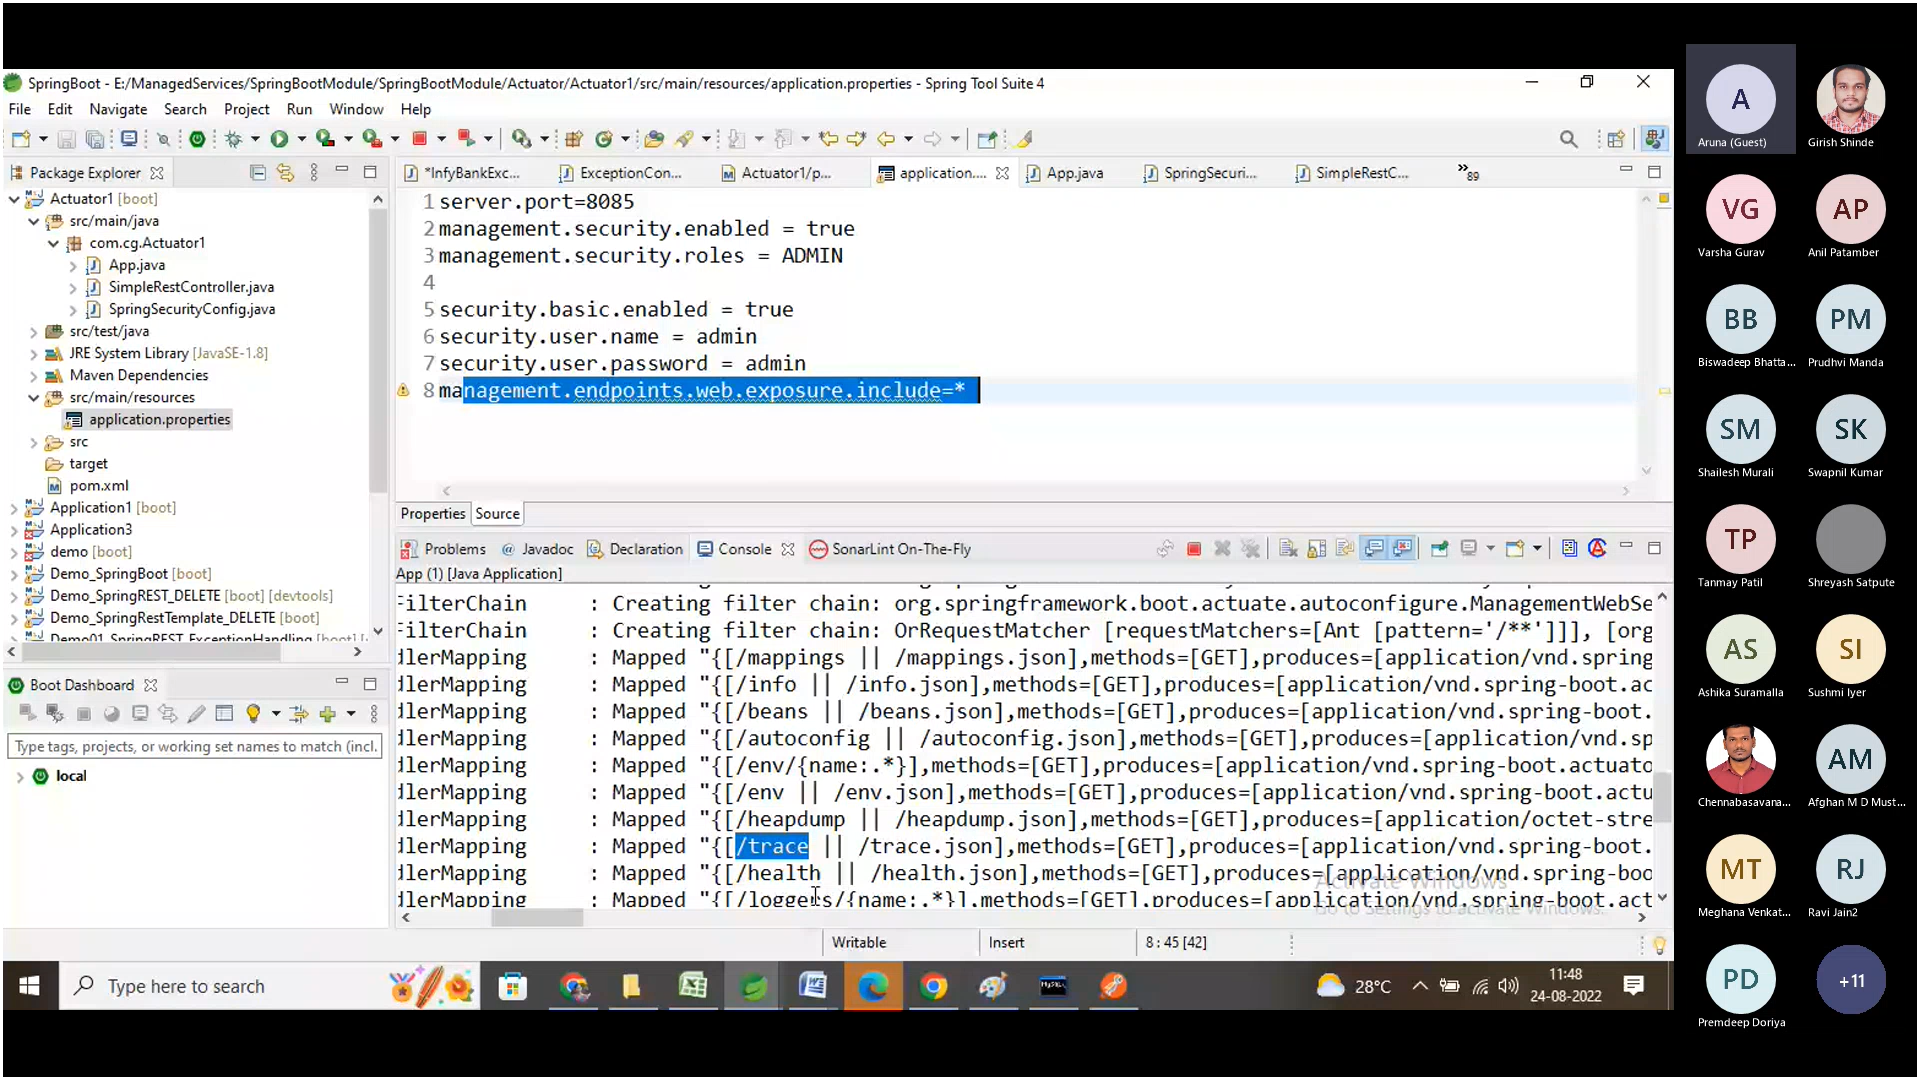 SpringBoot - E:/ManagedServices/SpringBootModule/SpringBootModule/Actuator/Actuator1/src/main/resources/application.properties - Spring Tool Suite 4
File Edit Navigate Search Project Run Window Help
Package Explorer
Actuator1 [boot]
src/main/java
com.cg.Actuator1
App.java
SimpleRestController.java
SpringSecurityConfig.java
src/test/java
JRE System Library [JavaSE-1.8]
Maven Dependencies
src/main/resources
application.properties
src
target
pom.xml
Application1 [boot]
Application3
demo [boot]
Demo_SpringBoot [boot]
Demo_SpringREST_DELETE [boot] [devtools]
Demo_SpringRestTemplate_DELETE [boot]
Demo01_SpringREST_ExceptionHandling [boot] [
Boot Dashboard
Type tags, projects, or working set names to match (incl.
local
*InfyBankExc... ExceptionCon... Actuator1/p... application.... App.java SpringSecuri... SimpleRestC... »89
1 server.port=8085
2 management.security.enabled = true
3 management.security.roles = ADMIN
4
5 security.basic.enabled = true
6 security.user.name = admin
7 security.user.password = admin
8 management.endpoints.web.exposure.include=*
Properties Source
Problems @ Javadoc Declaration Console SonarLint On-The-Fly
App (1) [Java Application]
FilterChain : Creating filter chain: org.springframework.boot.actuate.autoconfigure.ManagementWebSe
FilterChain : Creating filter chain: OrRequestMatcher [requestMatchers=[Ant [pattern='/**']]], [org
dlerMapping : Mapped "{[/mappings || /mappings.json],methods=[GET],produces=[application/vnd.spring
dlerMapping : Mapped "{[/info || /info.json],methods=[GET],produces=[application/vnd.spring-boot.ac
dlerMapping : Mapped "{[/beans || /beans.json],methods=[GET],produces=[application/vnd.spring-boot.
dlerMapping : Mapped "{[/autoconfig || /autoconfig.json],methods=[GET],produces=[application/vnd.sp
dlerMapping : Mapped "{[/env/{name:.*}],methods=[GET],produces=[application/vnd.spring-boot.actuato
dlerMapping : Mapped "{[/env || /env.json],methods=[GET],produces=[application/vnd.spring-boot.actu
dlerMapping : Mapped "{[/heapdump || /heapdump.json],methods=[GET],produces=[application/octet-stre
dlerMapping : Mapped "{[/trace || /trace.json],methods=[GET],produces=[application/vnd.spring-boot.
dlerMapping : Mapped "{[/health || /health.json],methods=[GET],produces=[application/vnd.spring-boo
dlerMapping : Mapped "{[/loggers/{name:.*}],methods=[GET],produces=[application/vnd.spring-boot.act
Activate Windows
Go to Settings to activate Windows.
Writable Insert 8 : 45 [42]
Type here to search
28°C
11:48
24-08-2022
A
Aruna (Guest) Girish Shinde
VG AP
Varsha Gurav Anil Patamber
BB PM
Biswadeep Bhatta... Prudhvi Manda
SM SK
Shailesh Murali Swapnil Kumar
TP
Tanmay Patil Shreyash Satpute
AS SI
Ashika Suramalla Sushmi Iyer
AM
Chennabasavana... Afghan M D Must...
MT RJ
Meghana Venkat... Ravi Jain2
PD +11
Premdeep Doriya